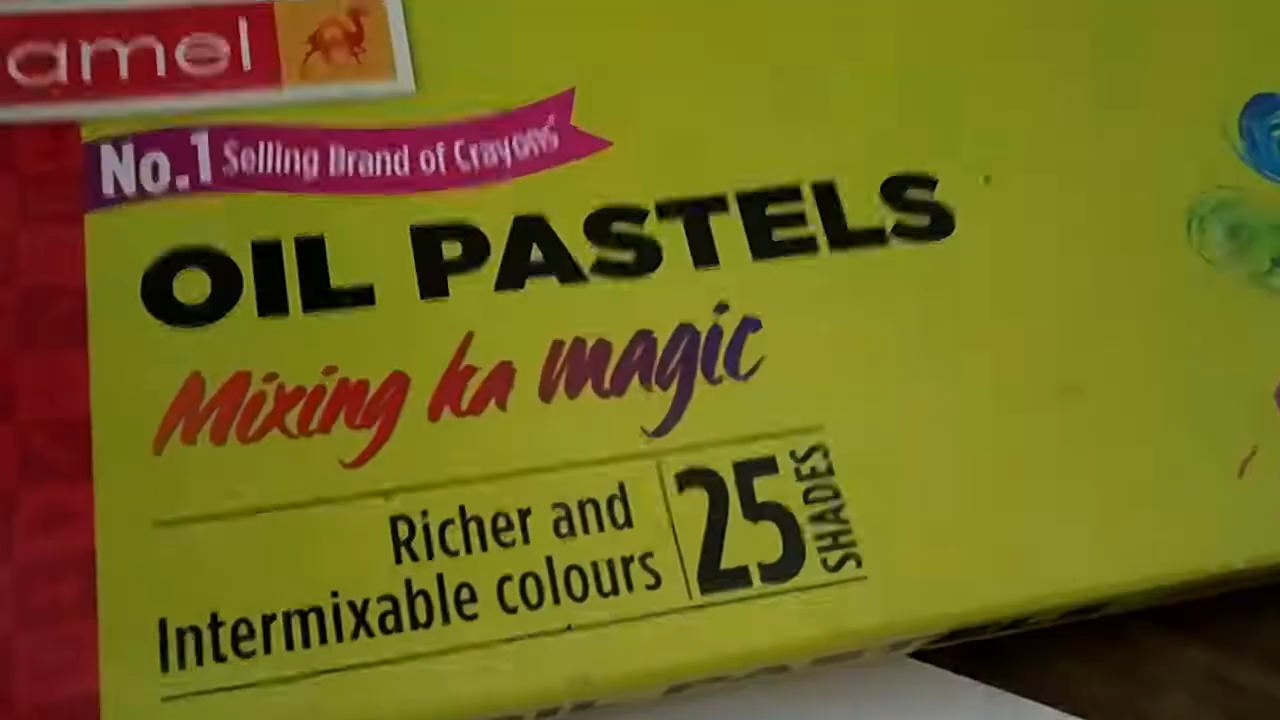 amel
No.1 Selling Brand of Crayons
OIL PASTELS
Mixing ka magic
Richer and
Intermixable colours
25 SHADES